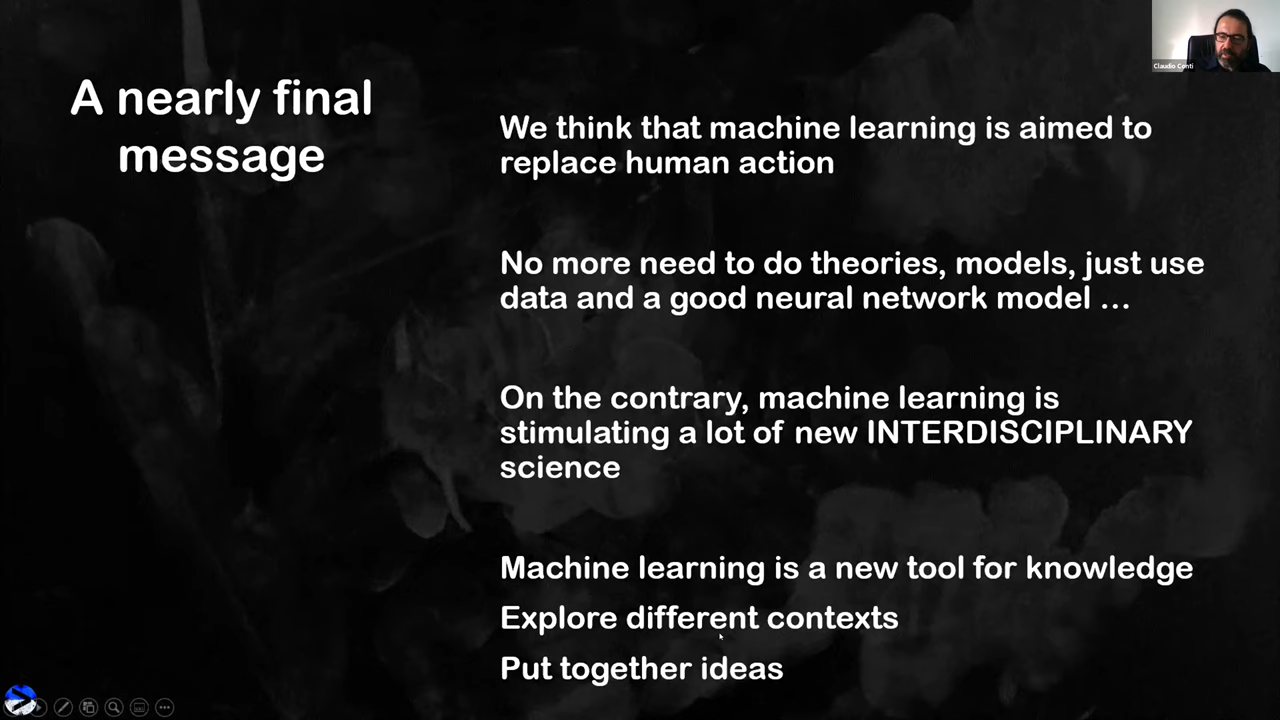 A nearly final
message
We think that machine learning is aimed to
replace human action
No more need to do theories, models, just use
data and a good neural network model …
On the contrary, machine learning is
stimulating a lot of new INTERDISCIPLINARY
science
Machine learning is a new tool for knowledge
Explore different contexts
Put together ideas
Claudio Conti